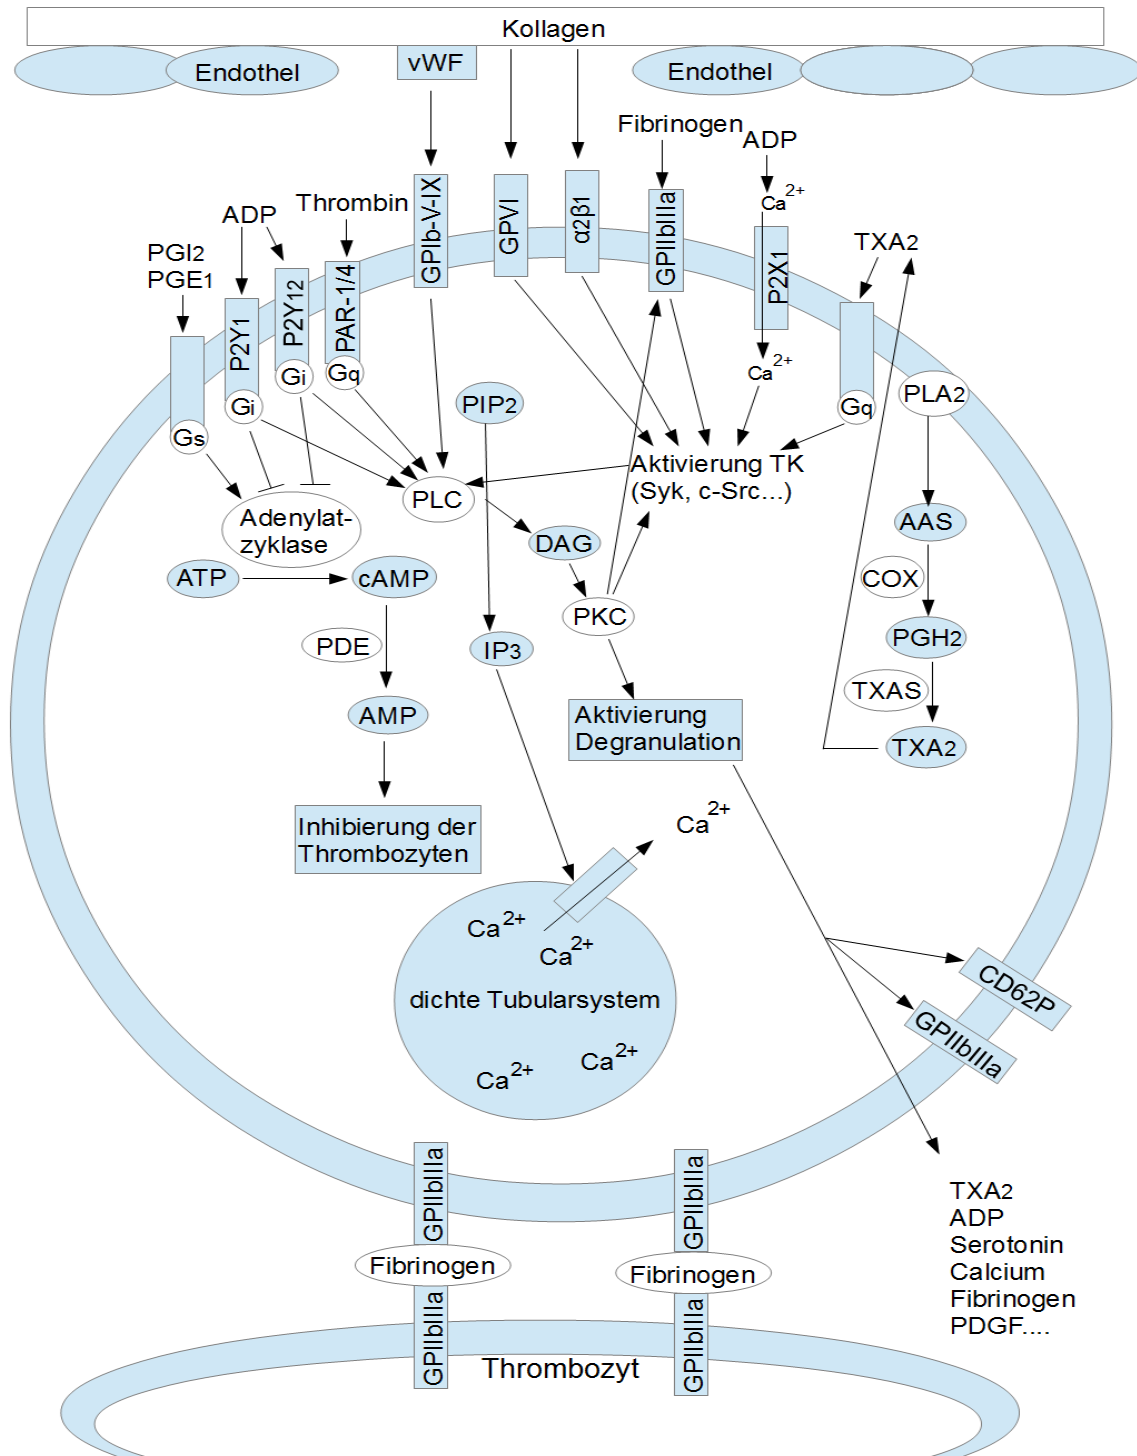 Kollagen
Endothel
vWF
Endothel
Fibrinogen
ADP
Ca2+
Thrombin
ADP
PGI2
PGE1
TXA2
GPIb-V-IX
GPVI
α2β1
GPIIbIIIa
P2X1
P2Y1
P2Y12
PAR-1/4
Gs
Gi
Gi
Gq
Ca2+
Gq
PLA2
PIP2
Aktivierung TK
(Syk, c-Src...)
PLC
Adenylat-
zyklase
DAG
AAS
ATP
cAMP
COX
PKC
PDE
IP3
PGH2
TXAS
AMP
Aktivierung
Degranulation
TXA2
Inhibierung der
Thrombozyten
Ca2+
Ca2+
Ca2+
dichte Tubularsystem
Ca2+
Ca2+
CD62P
GPIIbIIIa
GPIIbIIIa
GPIIbIIIa
Fibrinogen
Fibrinogen
GPIIbIIIa
GPIIbIIIa
TXA2
ADP
Serotonin
Calcium
Fibrinogen
PDGF....
Thrombozyt